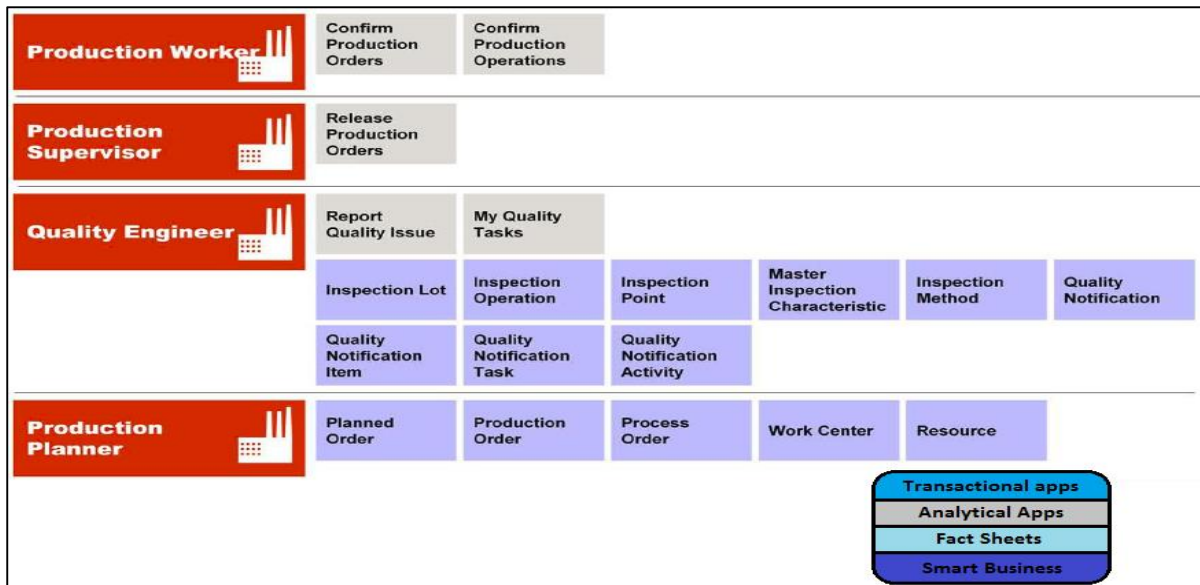 Production Worker
Confirm
Production
Orders
Confirm
Production
Operations
Production
Supervisor
Release
Production
Orders
Quality Engineer
Report
Quality Issue
My Quality
Tasks
Inspection Lot
Inspection
Operation
Inspection
Point
Master
Inspection
Characteristic
Inspection
Method
Quality
Notification
Quality
Notification
Item
Quality
Notification
Task
Quality
Notification
Activity
Production
Planner
Planned
Order
Production
Order
Process
Order
Work Center
Resource
Transactional apps
Analytical Apps
Fact Sheets
Smart Business